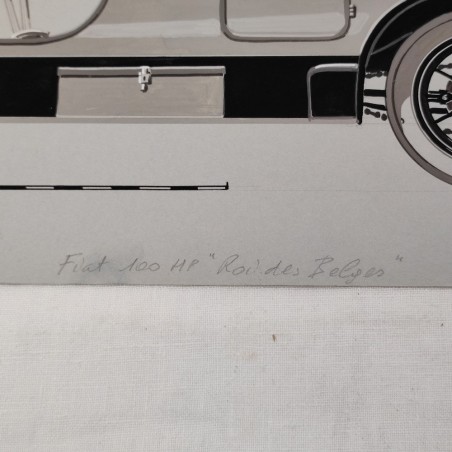 Fiat 100 HP "Roi des Belges"